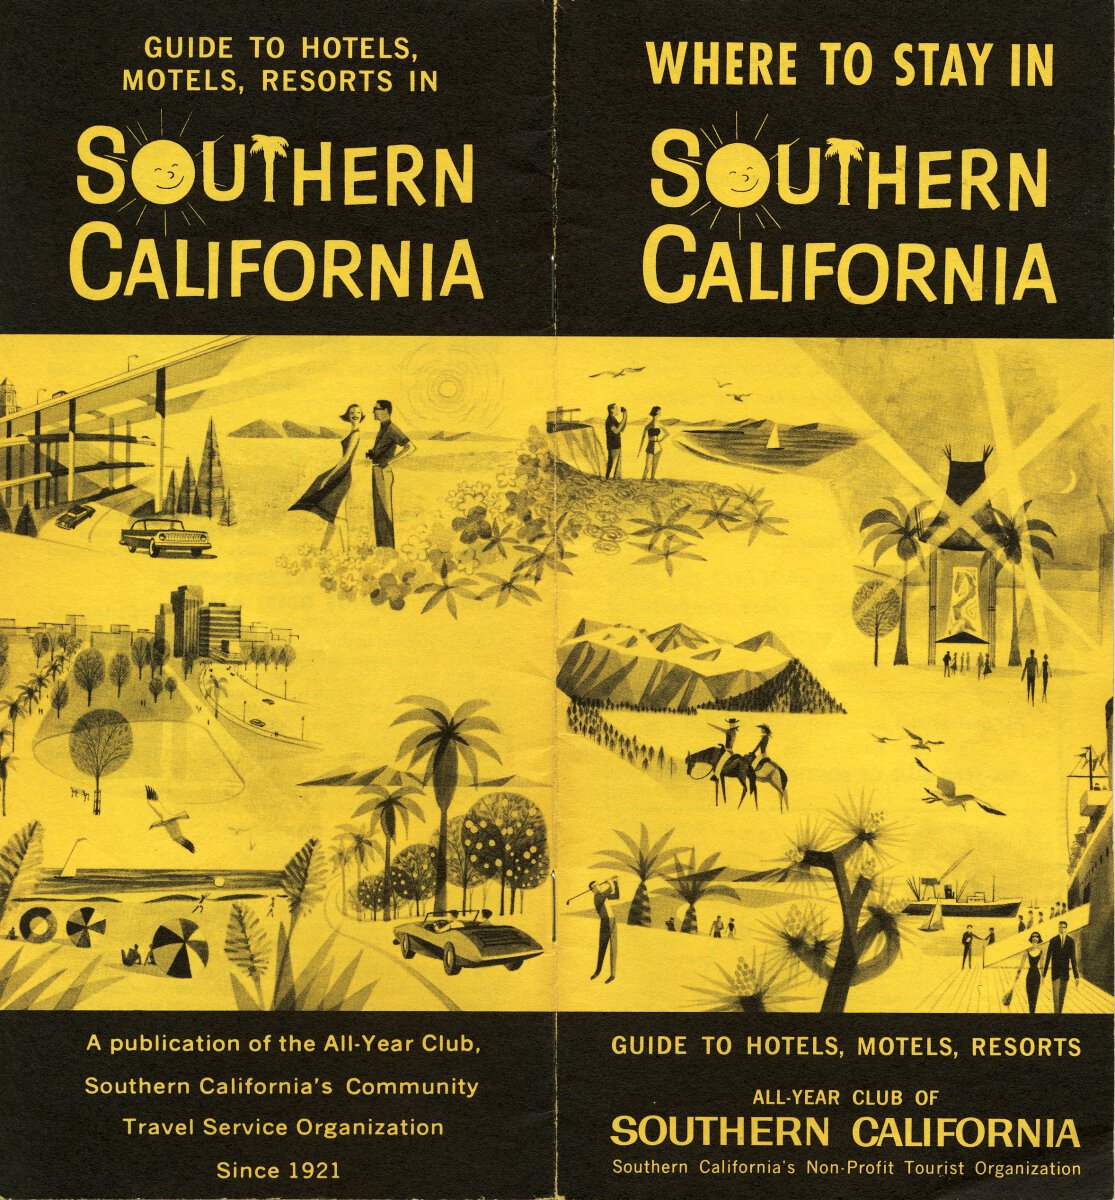 GUIDE TO HOTELS,
MOTELS, RESORTS IN
SOUTHERN
CALIFORNIA
A publication of the All-Year Club,
Southern California's Community
Travel Service Organization
Since 1921
WHERE TO STAY IN
SOUTHERN
CALIFORNIA
GUIDE TO HOTELS, MOTELS, RESORTS
ALL-YEAR CLUB OF
SOUTHERN CALIFORNIA
Southern California's Non-Profit Tourist Organization